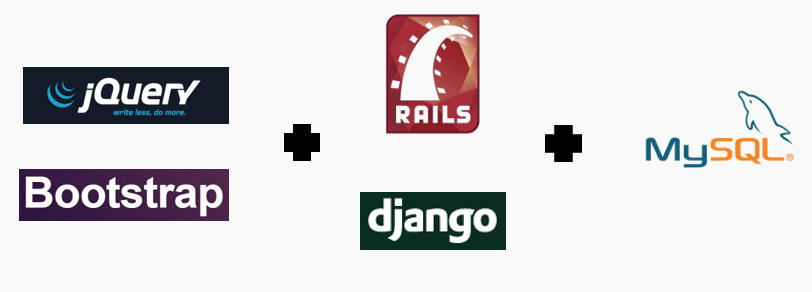 jQuery
write less, do more.
Bootstrap
RAILS
django
MySQL®